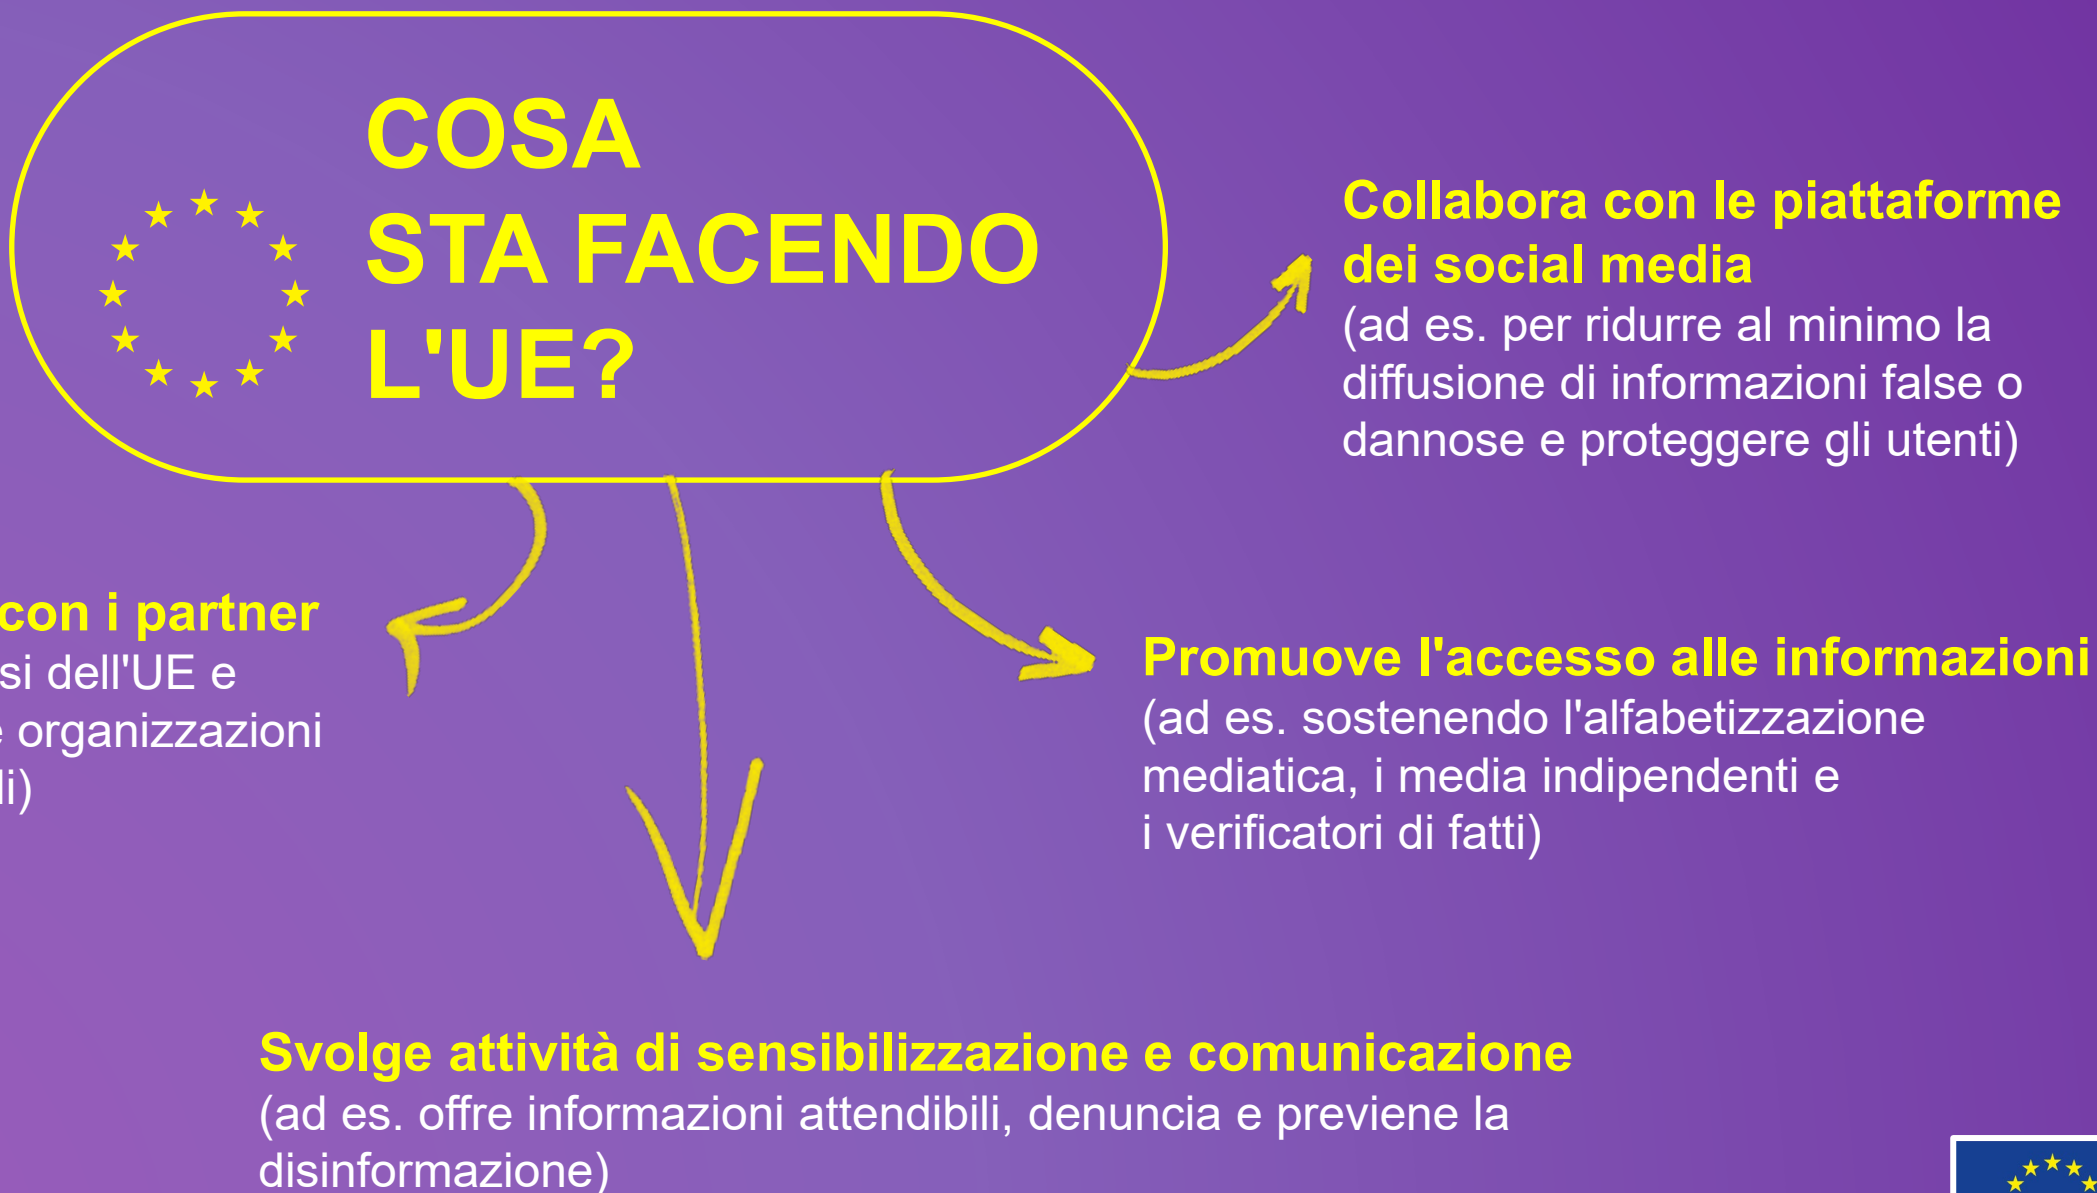 COSA
STA FACENDO
L'UE?
Collabora con le piattaforme
dei social media
(ad es. per ridurre al minimo la
diffusione di informazioni false o
dannose e proteggere gli utenti)
con i partner
si dell'UE e
organizzazioni
li)
Promuove l'accesso alle informazioni
(ad es. sostenendo l'alfabetizzazione
mediatica, i media indipendenti e
i verificatori di fatti)
Svolge attività di sensibilizzazione e comunicazione
(ad es. offre informazioni attendibili, denuncia e previene la
disinformazione)